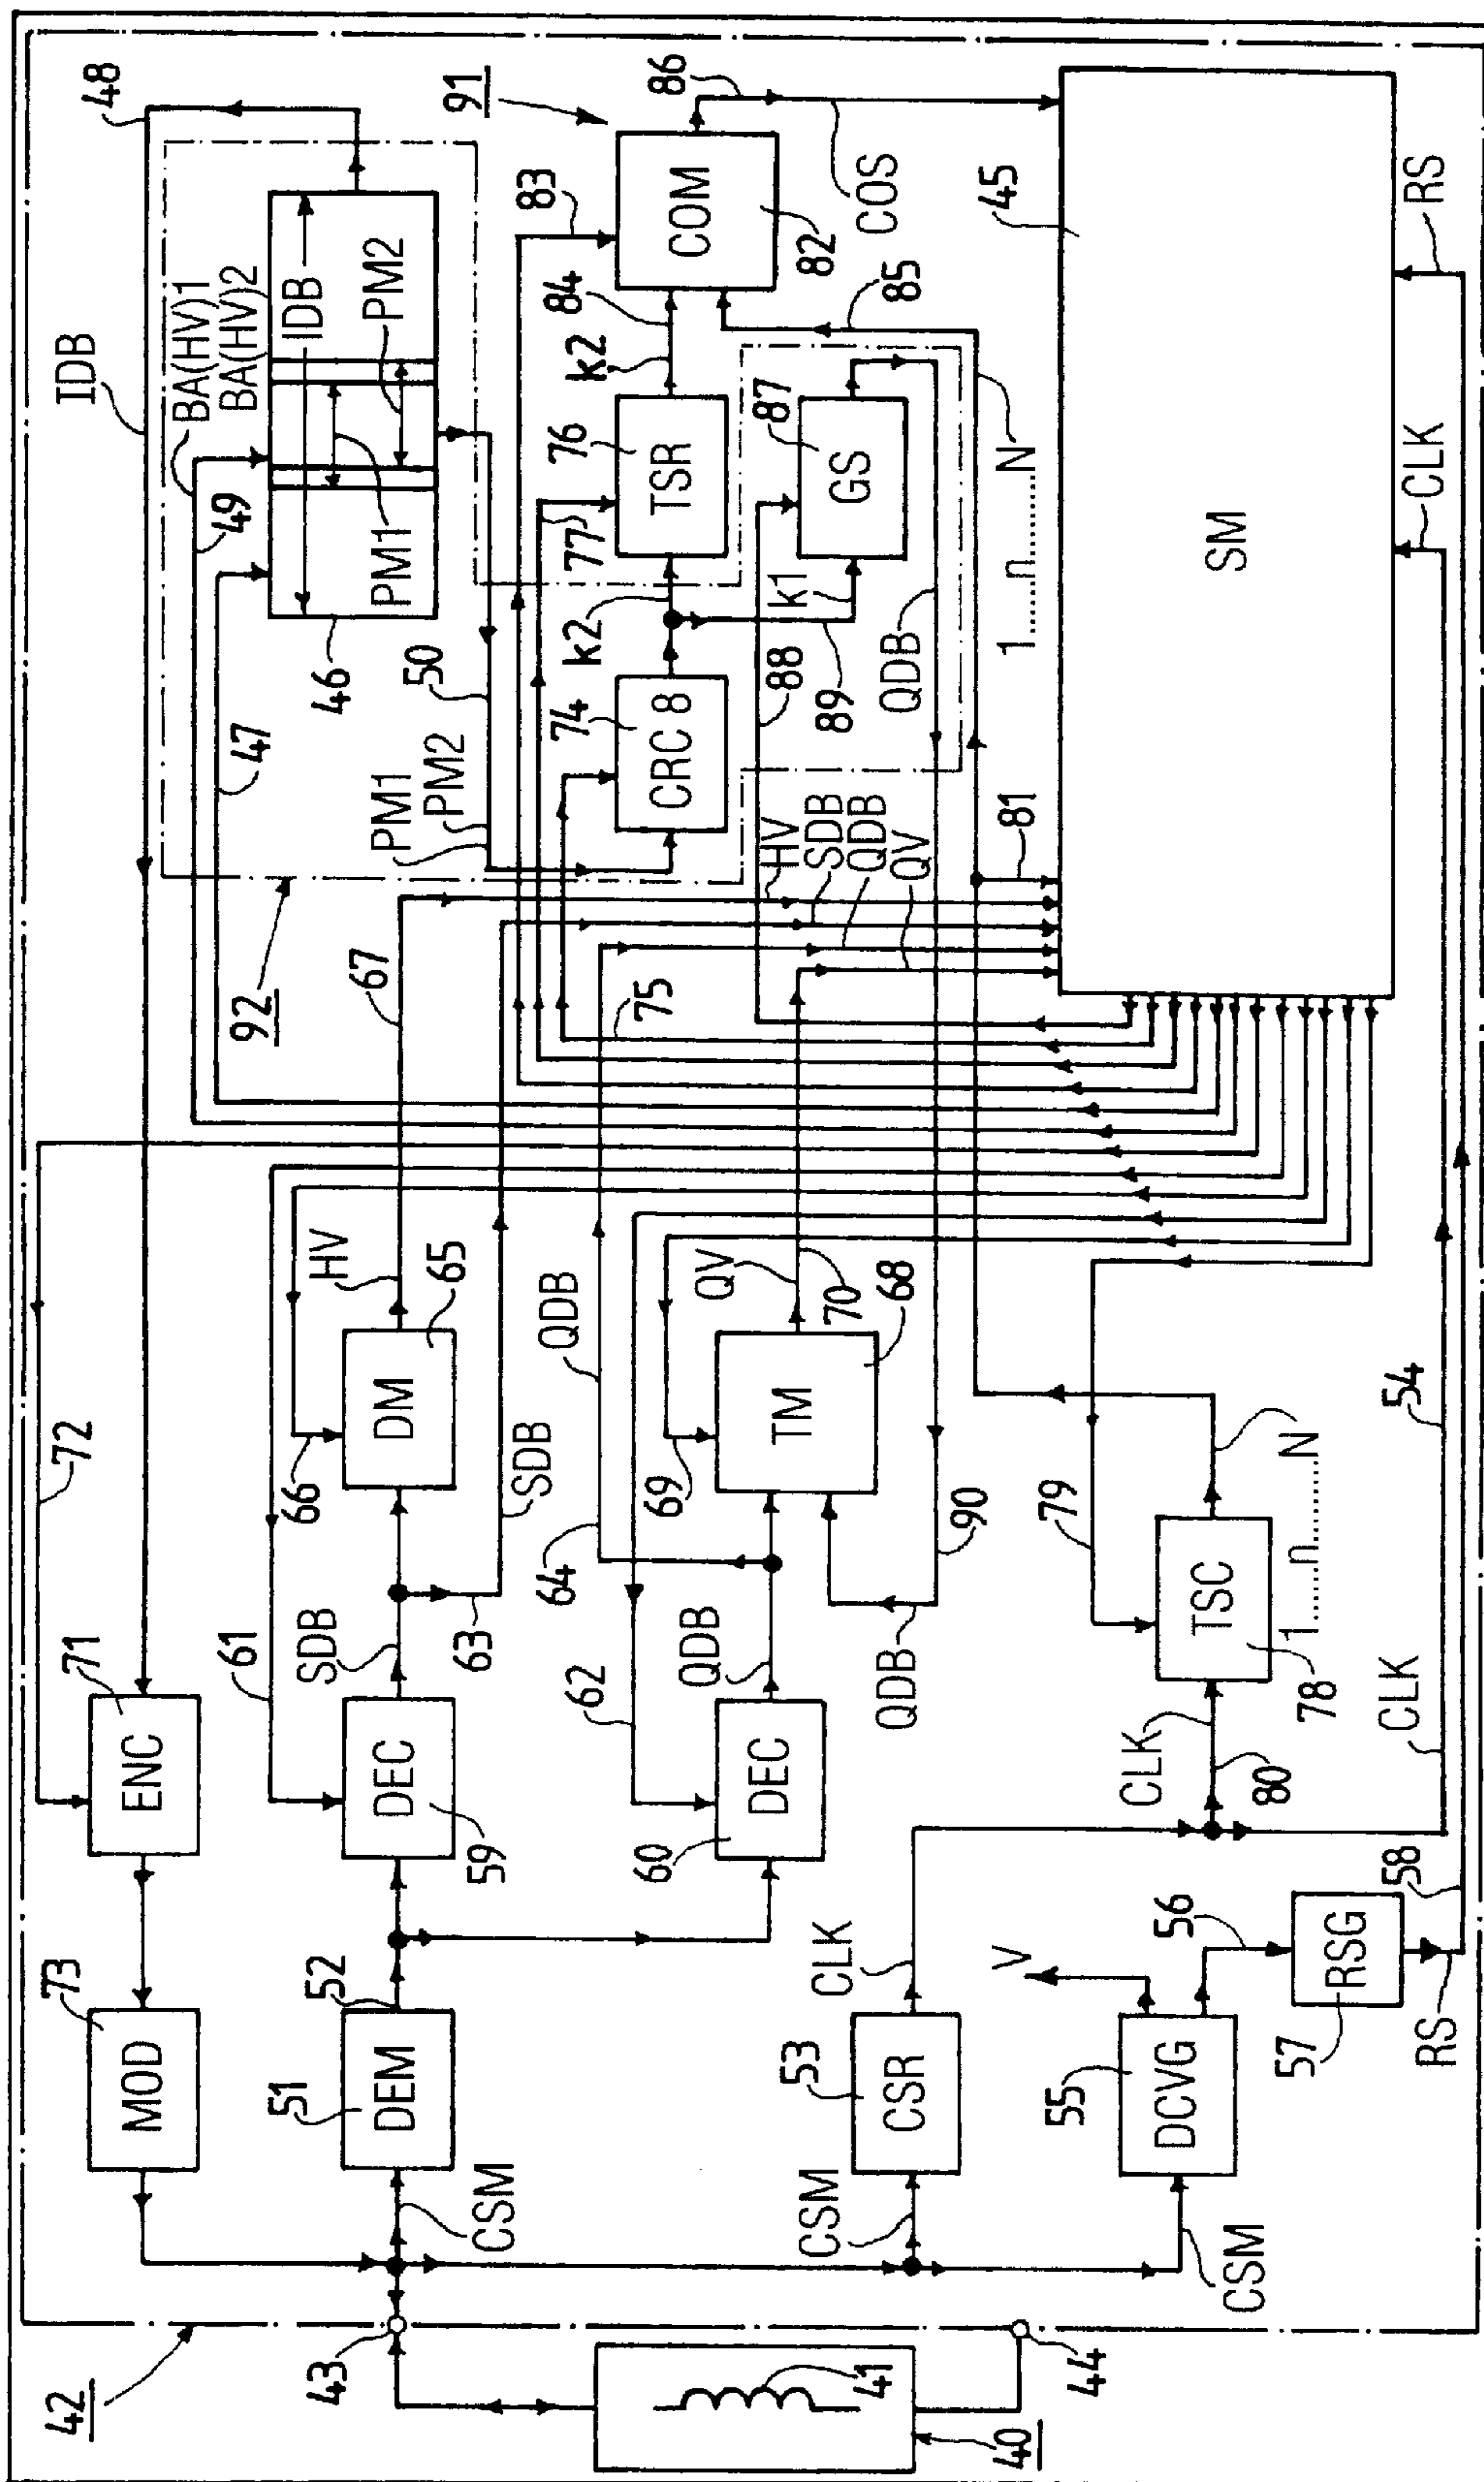 IDB
48
BA(HV)1
BA(HV)2
49
47
46
IDB
PM1
PM2
50
PM1
PM2
92
91
72
71
ENC
73
MOD
42
43
44
40
41
CSM
51
DEM
52
59
DEC
61
SDB
63
SDB
66
DM
65
HV
67
60
DEC
62
QDB
64
QDB
69
TM
68
QV
70
QDB
90
75
HV
SDB
QDB
QV
74
CRC 8
k2
77
76
TSR
k2
84
83
COM
82
86
COS
85
88
89
k1
87
GS
QDB
1......n.........N
81
45
SM
CSM
53
CSR
CLK
CLK
80
79
TSC
78
1......n.........N
CLK
54
CLK
CSM
55
DCVG
V
56
57
RSG
58
RS
RS